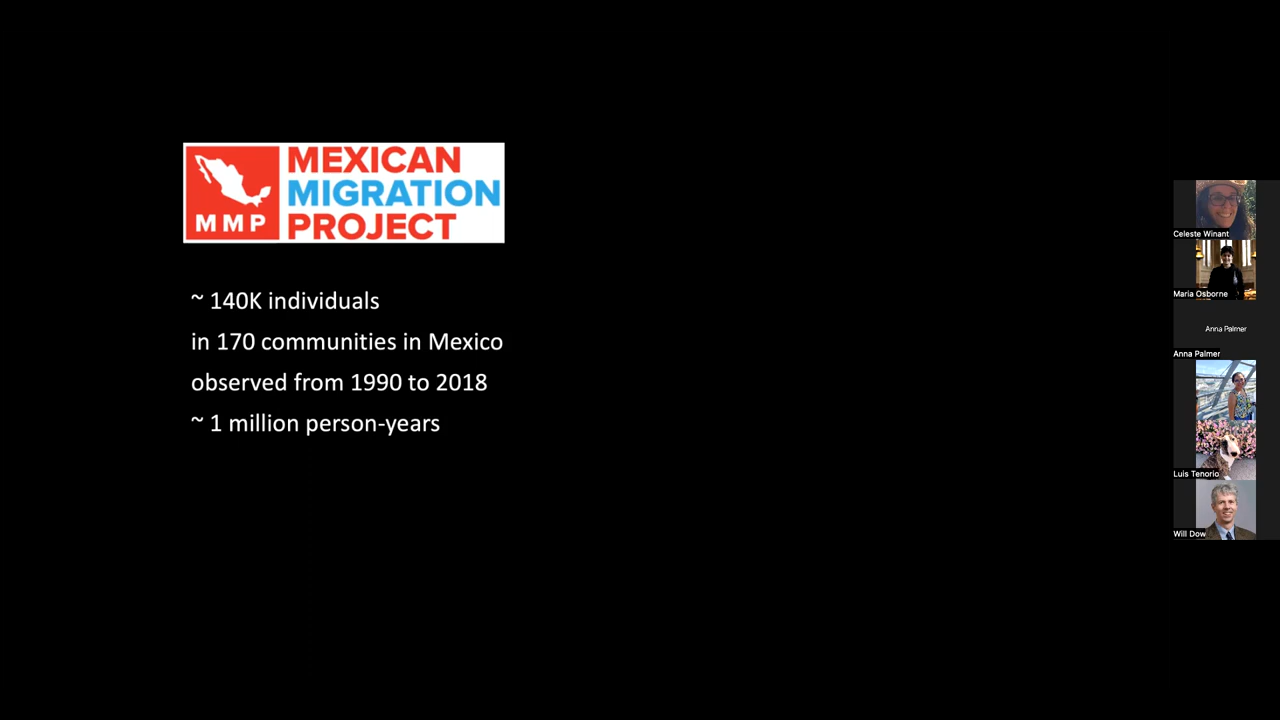 MEXICAN
MIGRATION
PROJECT
MMP
~ 140K individuals
in 170 communities in Mexico
observed from 1990 to 2018
~ 1 million person-years
Celeste Winant
Maria Osborne
Anna Palmer
Anna Palmer
Luis Tenorio
Will Dow